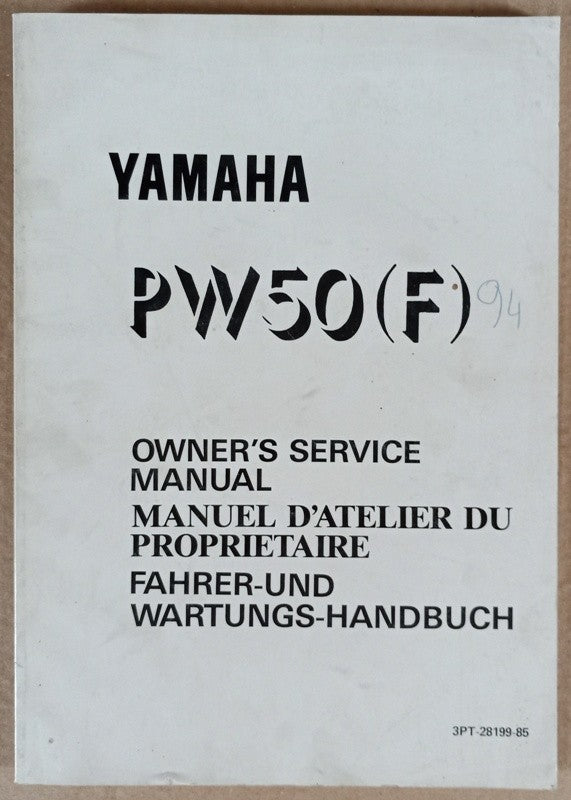 YAMAHA
PW50(F) 94
OWNER'S SERVICE
MANUAL
MANUEL D'ATELIER DU
PROPRIETAIRE
FAHRER-UND
WARTUNGS-HANDBUCH
3PT-28199-85